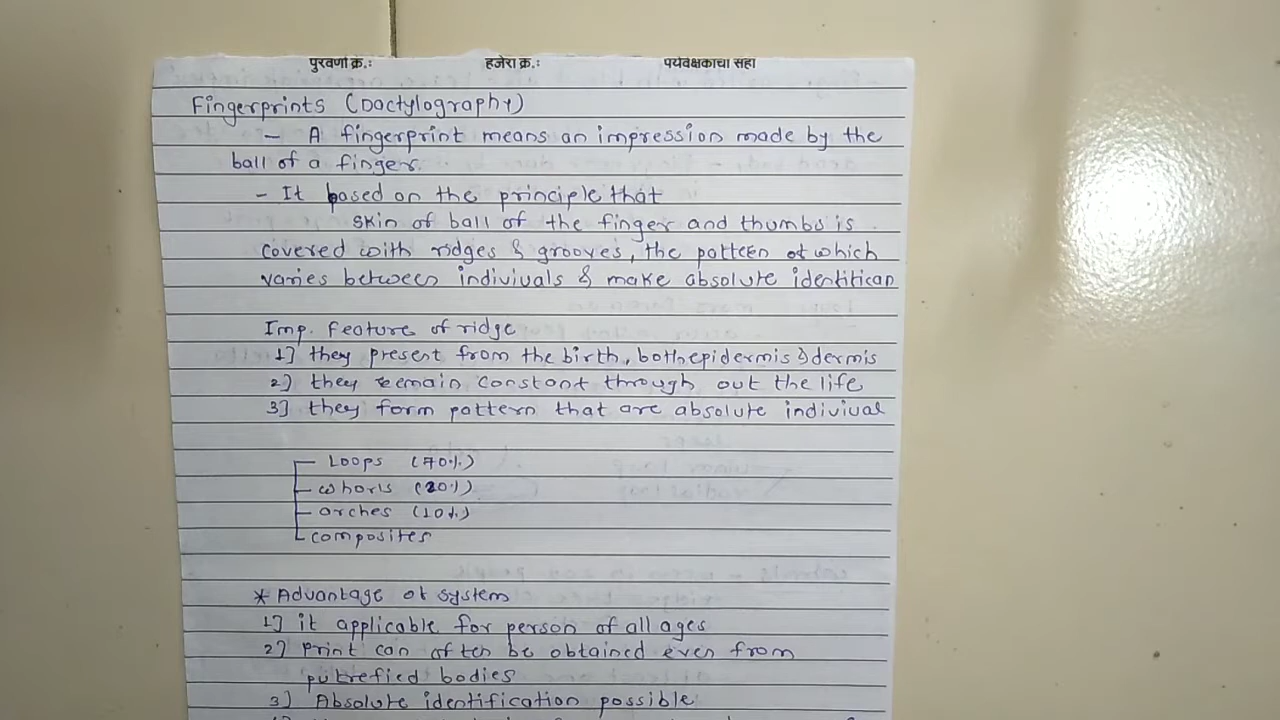 पुरवणी क्र.: हजेरी क्र.: पर्यवेक्षकाची सही
Fingerprints (Dactylography)
- A fingerprint means an impression made by the
ball of a fingers.
- It based on the principle that
skin of ball of the finger and thumbs is
covered with ridges & grooves, the pattern of which
varies between indiviuals & make absolute identitican
Imp. Feature of ridge
1] they present from the birth, both epidermis & dermis
2] they remain constant through out the life
3] they form pattern that are absolute indiviual
Loops (70%)
whorls (20%)
arches (10%)
composites
* Advantage of system
1] it applicable for person of all ages
2] Print can often be obtained even from
putrefied bodies
3] Absolute identification possible